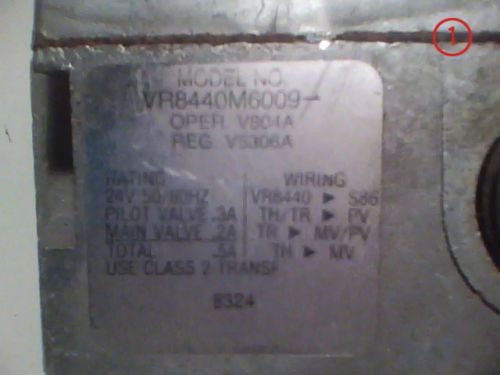 ①
MODEL NO.
VR8440M6009-
OPER. V804A
REG. V5306A
RATING
24V 50/60HZ
PILOT VALVE .3A
MAIN VALVE .2A
TOTAL .5A
USE CLASS 2 TRANSF
WIRING
VR8440 ► S86
TH/TR ► PV
TR ► MV/PV
TH ► MV
8324